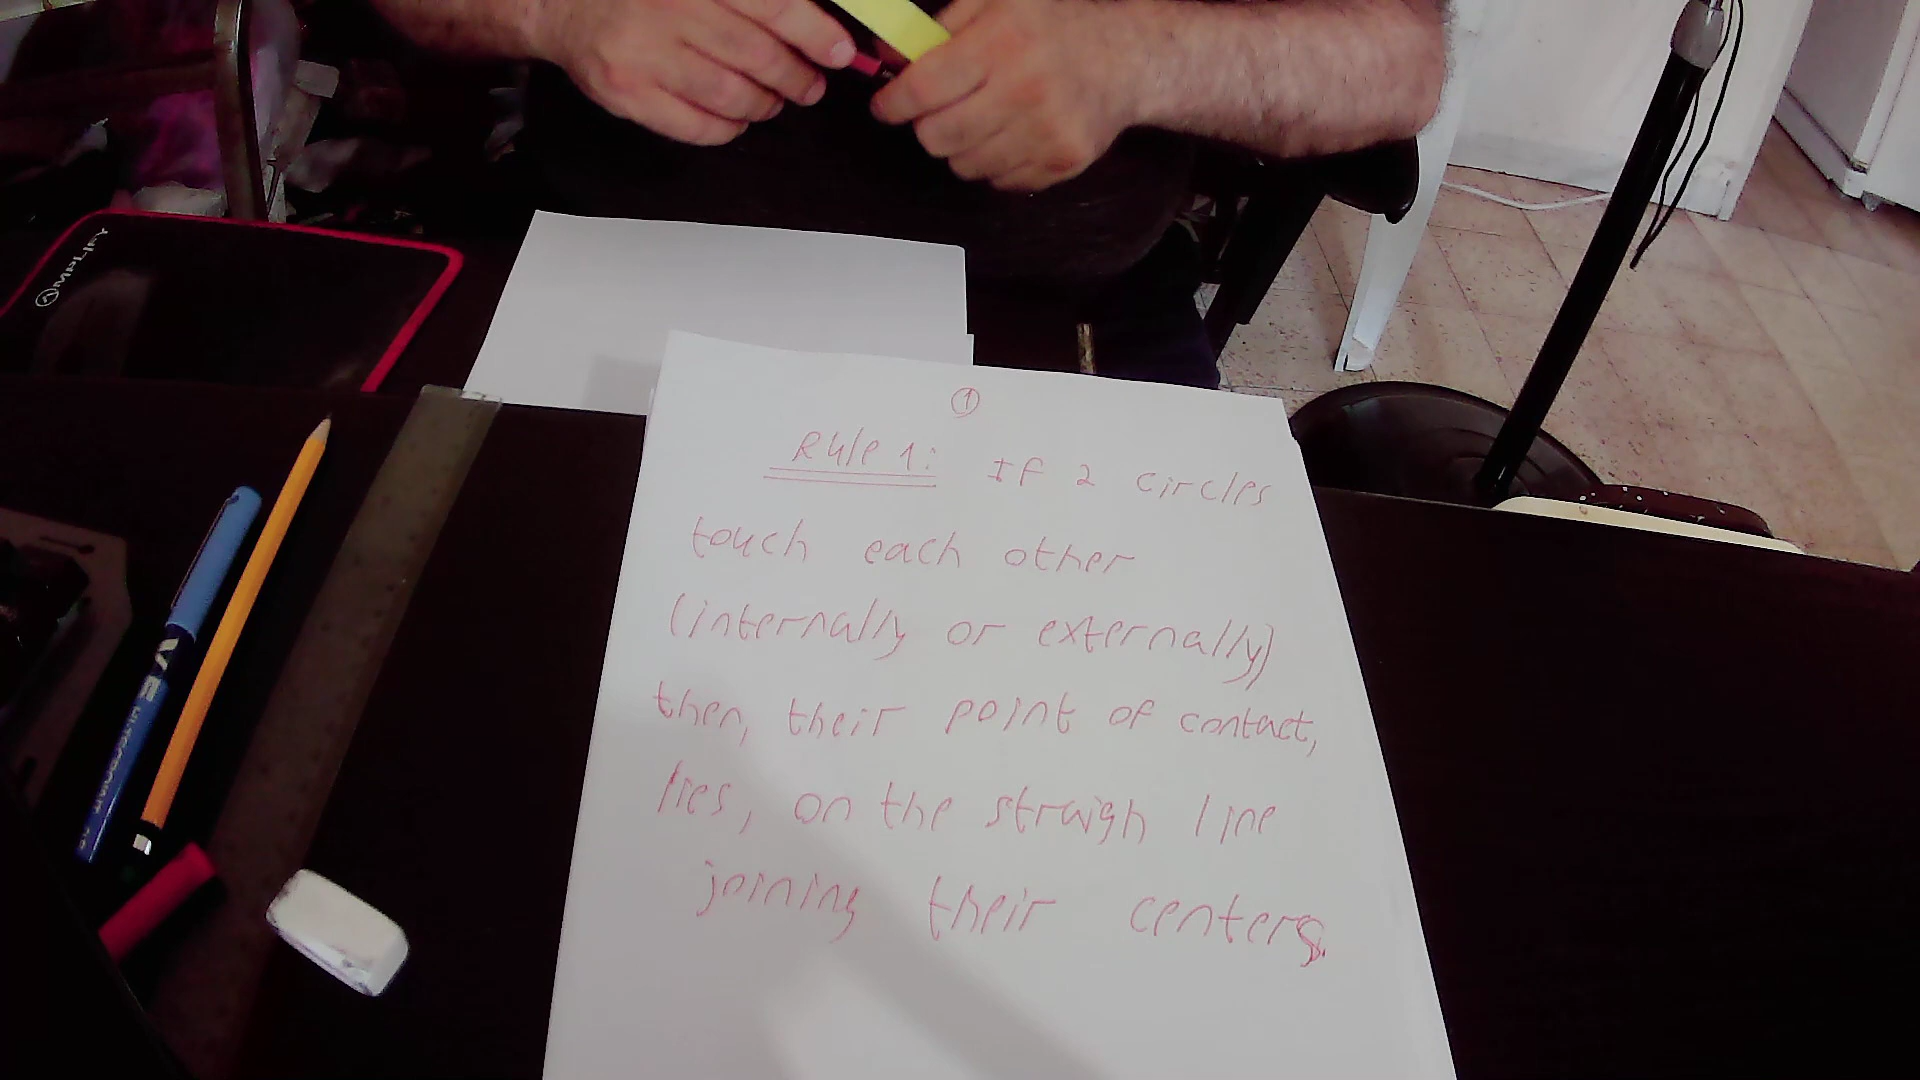 ①
Rule 1: If 2 circles
touch each other
(internally or externally)
then, their point of contact,
lies, on the straigh line
joining their centers.